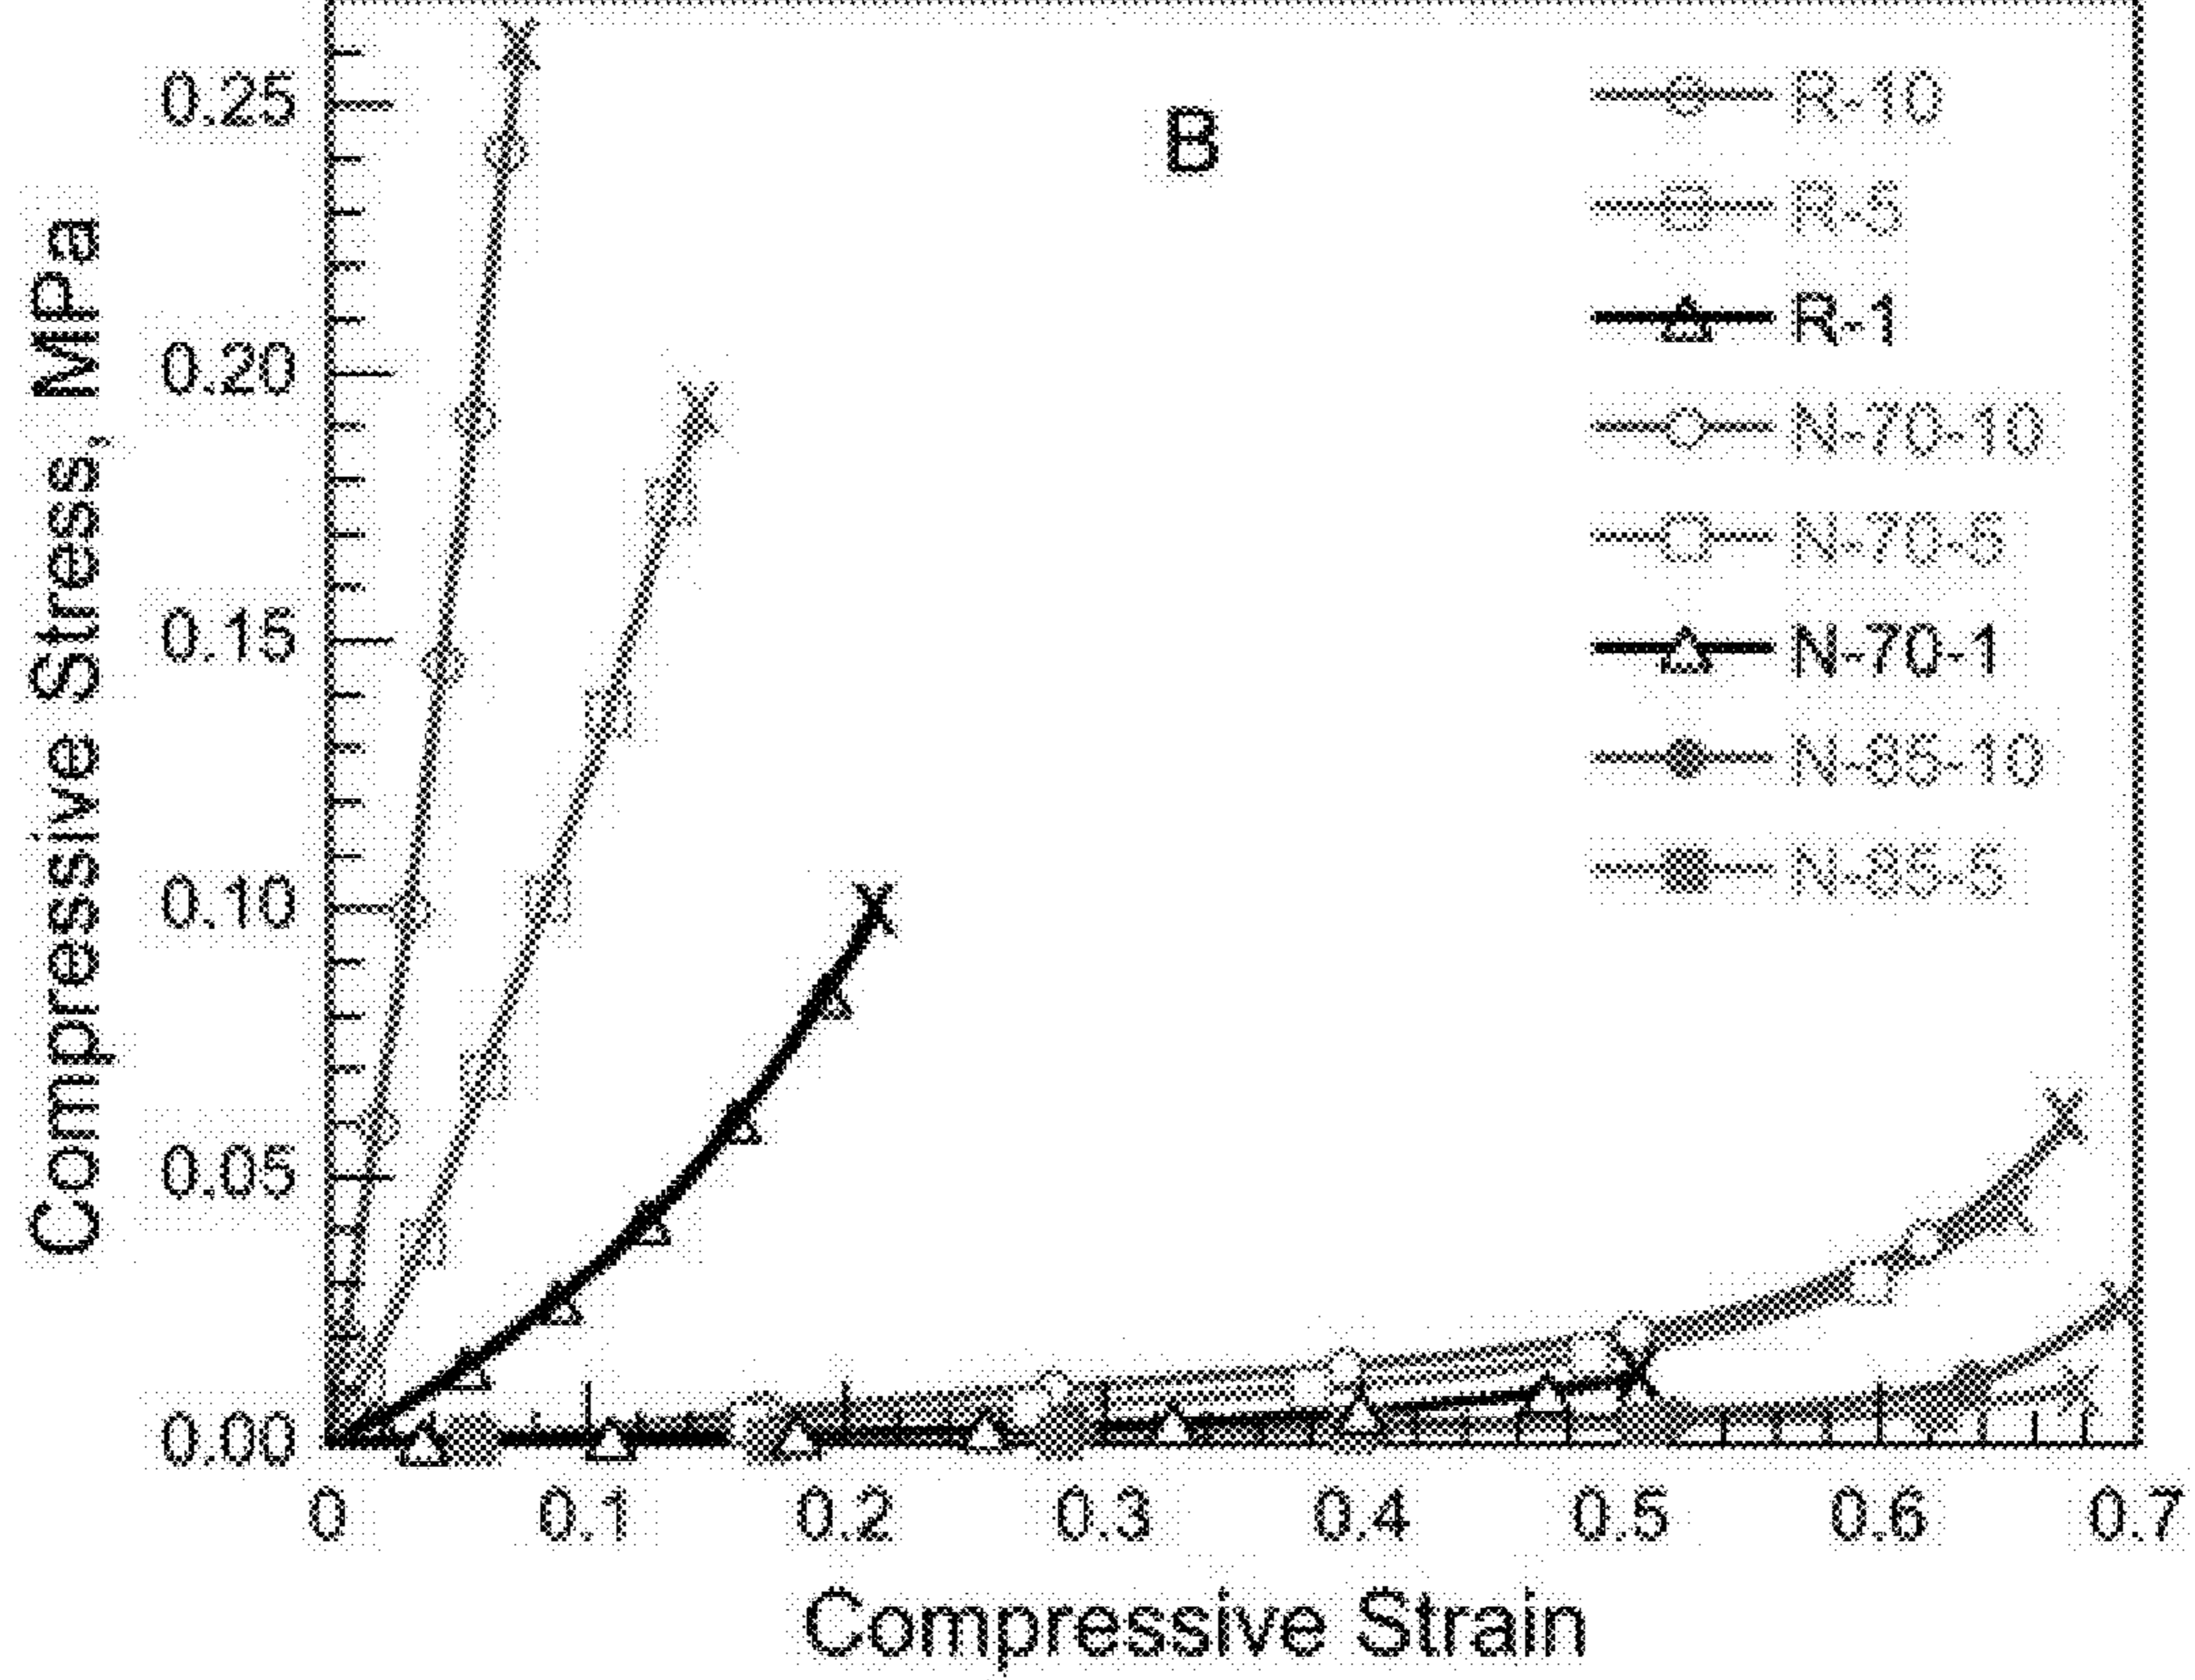 Compressive Stress, MPa
0.25
0.20
0.15
0.10
0.05
0.00
B
R-10
R-5
R-1
N-70-10
N-70-5
N-70-1
N-85-10
N-85-5
0 0.1 0.2 0.3 0.4 0.5 0.6 0.7
Compressive Strain